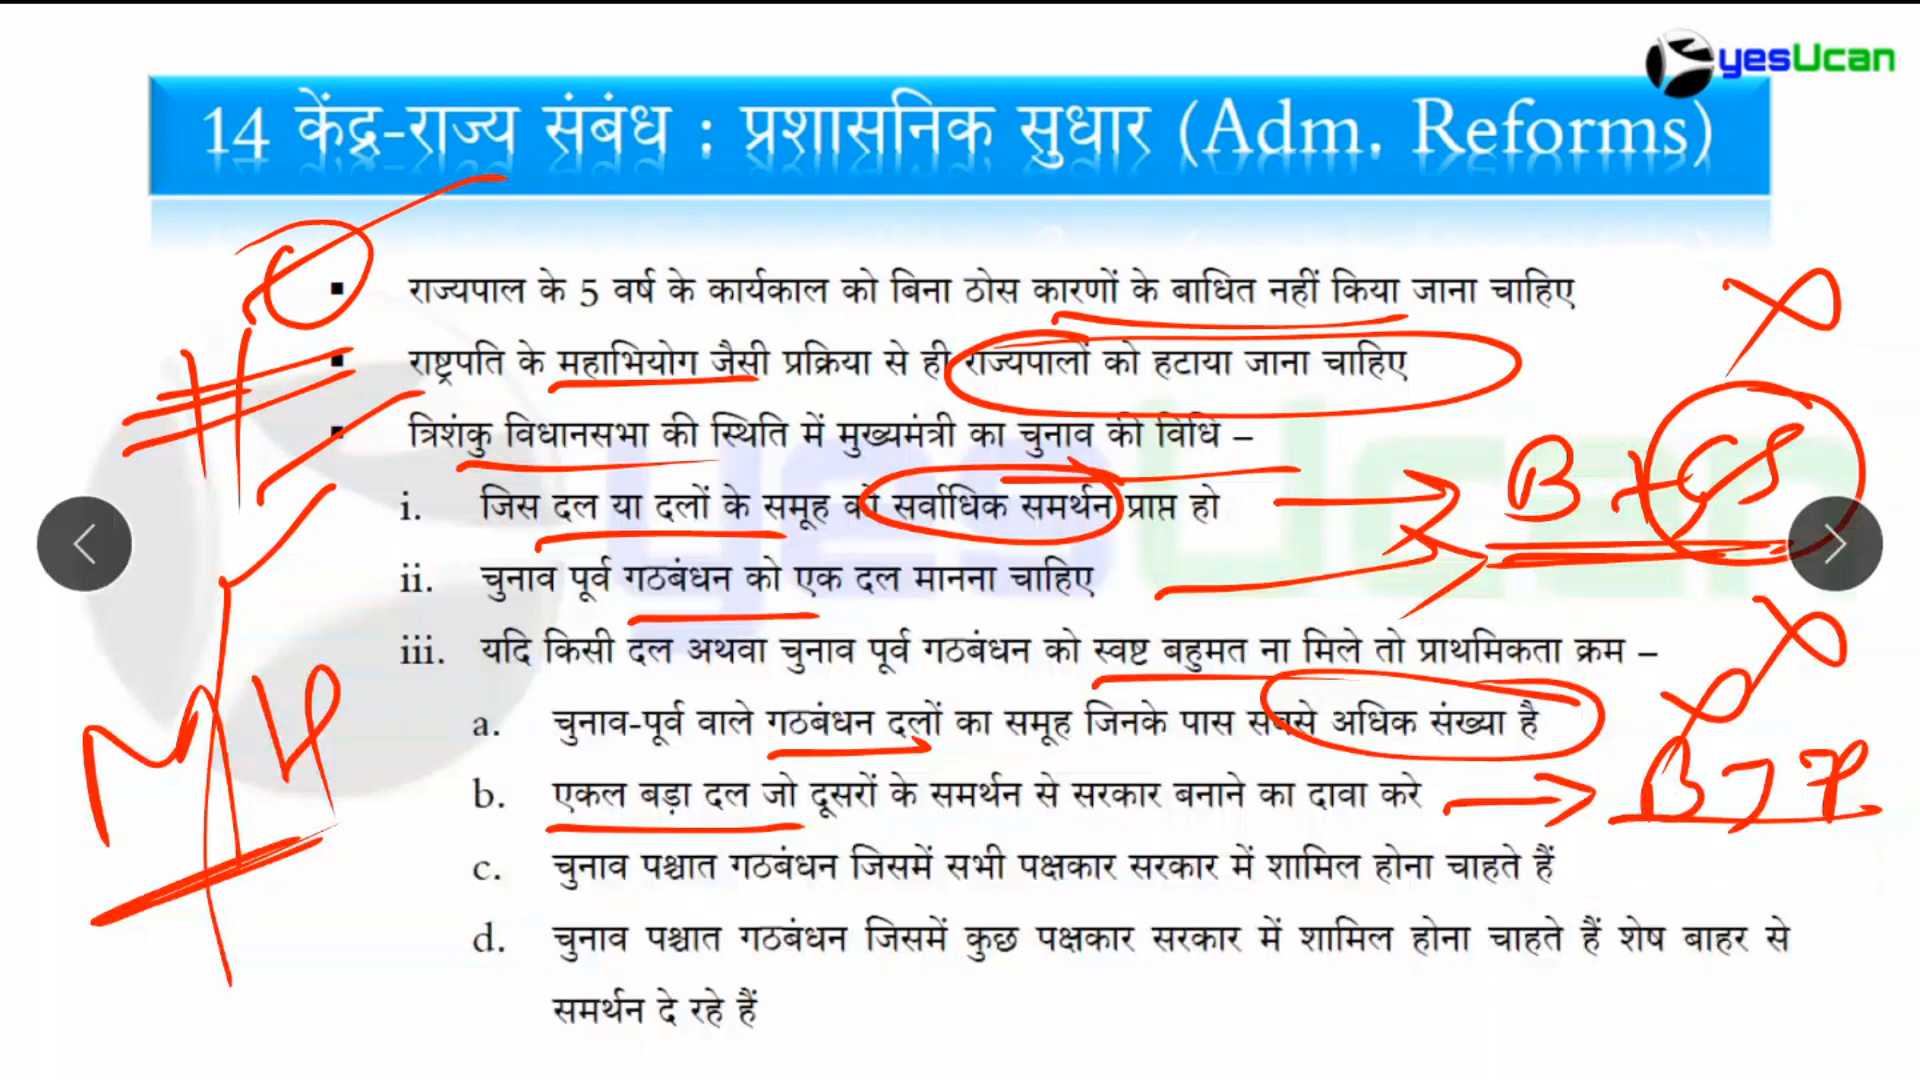 yesUcan
14 केंद्र-राज्य संबंध : प्रशासनिक सुधार (Adm. Reforms)
▪ राज्यपाल के 5 वर्ष के कार्यकाल को बिना ठोस कारणों के बाधित नहीं किया जाना चाहिए
▪ राष्ट्रपति के महाभियोग जैसी प्रक्रिया से ही राज्यपालों को हटाया जाना चाहिए
▪ त्रिशंकु विधानसभा की स्थिति में मुख्यमंत्री का चुनाव की विधि –
i. जिस दल या दलों के समूह को सर्वाधिक समर्थन प्राप्त हो
ii. चुनाव पूर्व गठबंधन को एक दल मानना चाहिए
iii. यदि किसी दल अथवा चुनाव पूर्व गठबंधन को स्वष्ट बहुमत ना मिले तो प्राथमिकता क्रम –
a. चुनाव-पूर्व वाले गठबंधन दलों का समूह जिनके पास सबसे अधिक संख्या है
b. एकल बड़ा दल जो दूसरों के समर्थन से सरकार बनाने का दावा करे
BJP
c. चुनाव पश्चात गठबंधन जिसमें सभी पक्षकार सरकार में शामिल होना चाहते हैं
d. चुनाव पश्चात गठबंधन जिसमें कुछ पक्षकार सरकार में शामिल होना चाहते हैं शेष बाहर से
समर्थन दे रहे हैं